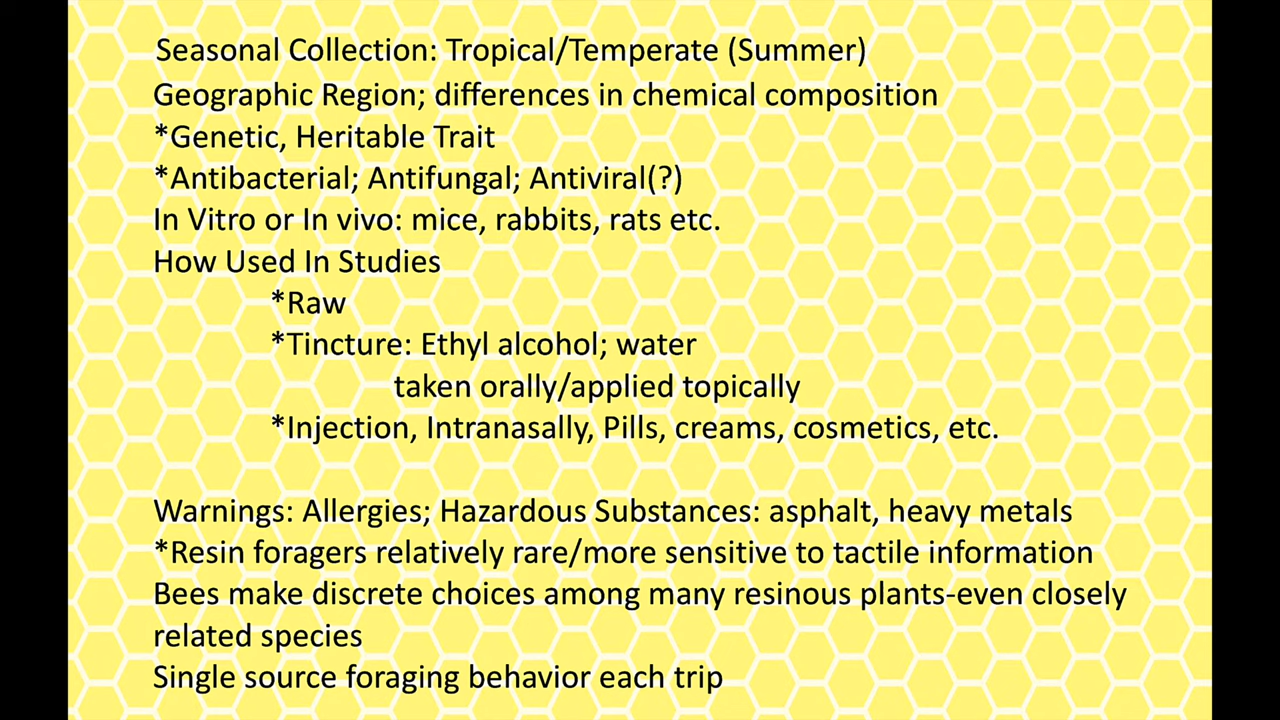 Seasonal Collection: Tropical/Temperate (Summer)
Geographic Region; differences in chemical composition
*Genetic, Heritable Trait
*Antibacterial; Antifungal; Antiviral(?)
In Vitro or In vivo: mice, rabbits, rats etc.
How Used In Studies
*Raw
*Tincture: Ethyl alcohol; water
taken orally/applied topically
*Injection, Intranasally, Pills, creams, cosmetics, etc.
Warnings: Allergies; Hazardous Substances: asphalt, heavy metals
*Resin foragers relatively rare/more sensitive to tactile information
Bees make discrete choices among many resinous plants-even closely
related species
Single source foraging behavior each trip